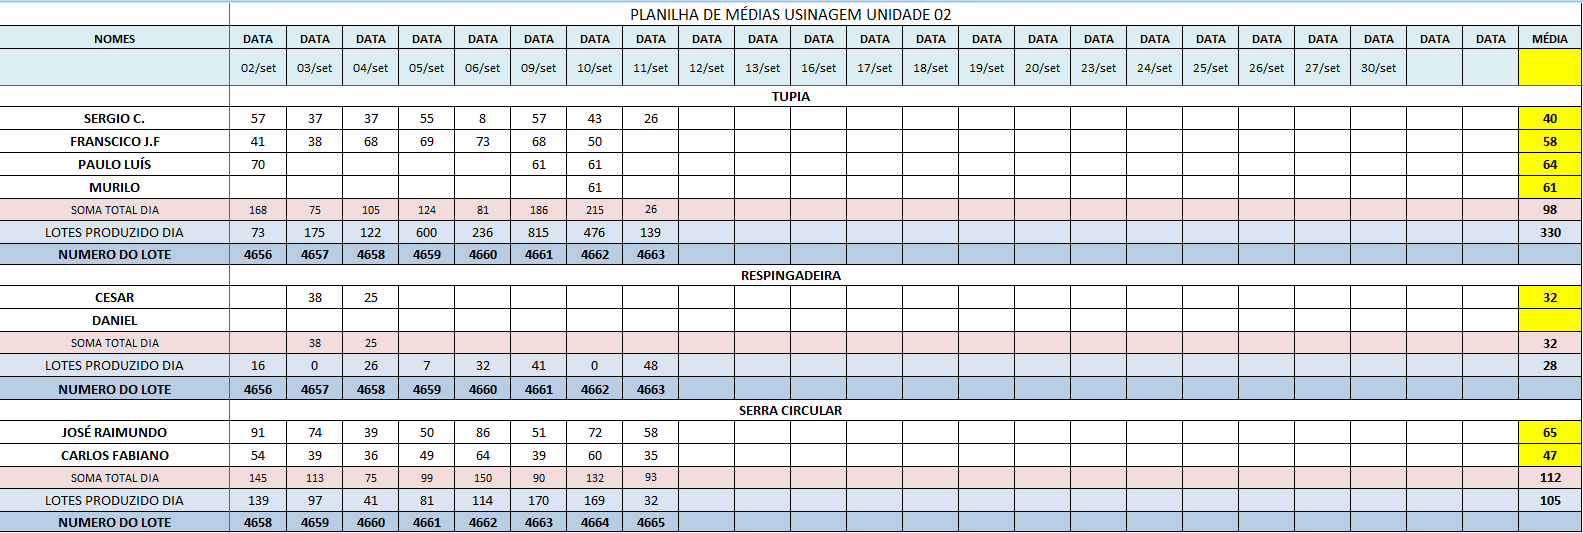 PLANILHA DE MÉDIAS USINAGEM UNIDADE 02
NOMES DATA DATA DATA DATA DATA DATA DATA DATA DATA DATA DATA DATA DATA DATA DATA DATA DATA DATA DATA DATA DATA DATA DATA MÉDIA
02/set 03/set 04/set 05/set 06/set 09/set 10/set 11/set 12/set 13/set 16/set 17/set 18/set 19/set 20/set 23/set 24/set 25/set 26/set 27/set 30/set
TUPIA
SERGIO C. 57 37 37 55 8 57 43 26 40
FRANSCICO J.F 41 38 68 69 73 68 50 58
PAULO LUÍS 70 61 61 64
MURILO 61 61
SOMA TOTAL DIA 168 75 105 124 81 186 215 26 98
LOTES PRODUZIDO DIA 73 175 122 600 236 815 476 139 330
NUMERO DO LOTE 4656 4657 4658 4659 4660 4661 4662 4663
RESPINGADEIRA
CESAR 38 25 32
DANIEL
SOMA TOTAL DIA 38 25 32
LOTES PRODUZIDO DIA 16 0 26 7 32 41 0 48 28
NUMERO DO LOTE 4656 4657 4658 4659 4660 4661 4662 4663
SERRA CIRCULAR
JOSÉ RAIMUNDO 91 74 39 50 86 51 72 58 65
CARLOS FABIANO 54 39 36 49 64 39 60 35 47
SOMA TOTAL DIA 145 113 75 99 150 90 132 93 112
LOTES PRODUZIDO DIA 139 97 41 81 114 170 169 32 105
NUMERO DO LOTE 4658 4659 4660 4661 4662 4663 4664 4665